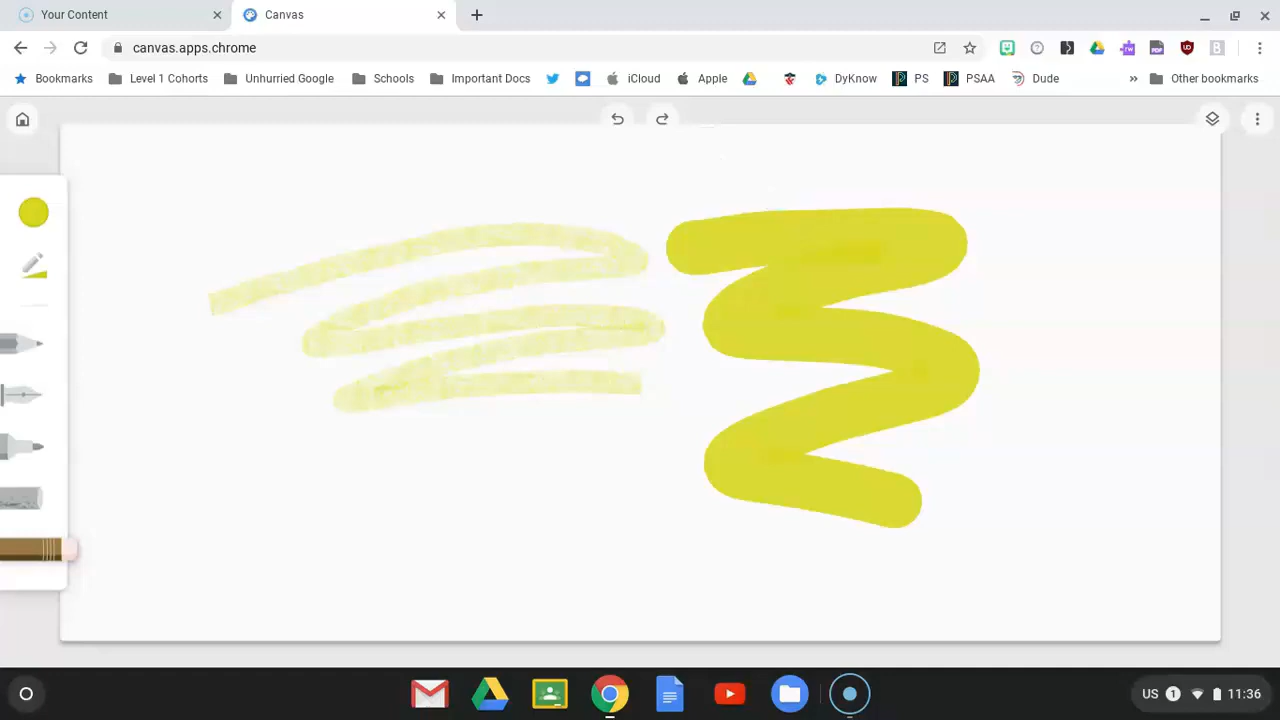 Your Content
Canvas
canvas.apps.chrome
Bookmarks
Level 1 Cohorts
Unhurried Google
Schools
Important Docs
iCloud
Apple
DyKnow
PS
PSAA
Dude
»
Other bookmarks
US 1 11:36